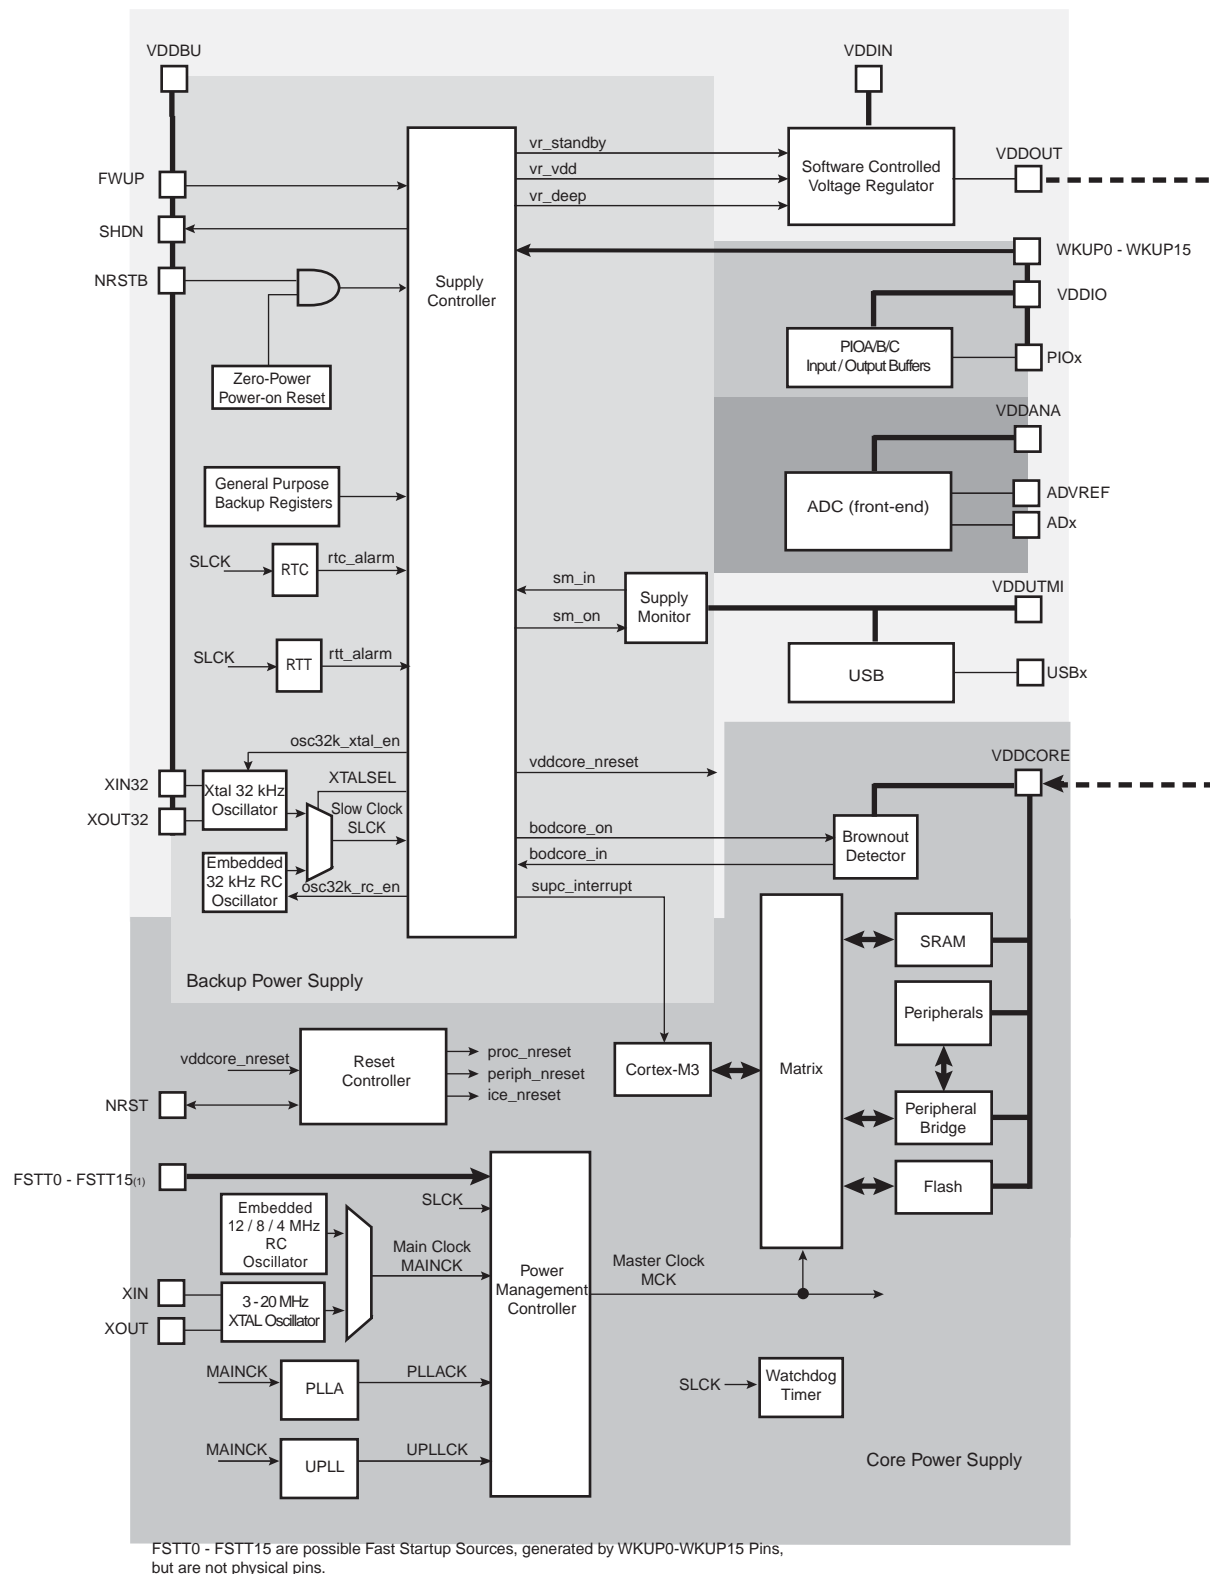 VDDBU
VDDIN
FWUP
SHDN
NRSTB
vr_standby
vr_vdd
vr_deep
Software Controlled
Voltage Regulator
VDDOUT
Supply
Controller
WKUP0 - WKUP15
VDDIO
PIOA/B/C
Input / Output Buffers
PIOx
Zero-Power
Power-on Reset
VDDANA
General Purpose
Backup Registers
ADC (front-end)
ADVREF
ADx
SLCK
RTC
rtc_alarm
sm_in
sm_on
Supply
Monitor
VDDUTMI
SLCK
RTT
rtt_alarm
USB
USBx
osc32k_xtal_en
XTALSEL
vddcore_nreset
VDDCORE
XIN32
XOUT32
Xtal 32 kHz
Oscillator
Slow Clock
SLCK
bodcore_on
bodcore_in
Brownout
Detector
Embedded
32 kHz RC
Oscillator
osc32k_rc_en
supc_interrupt
SRAM
Backup Power Supply
Peripherals
vddcore_nreset
Reset
Controller
proc_nreset
periph_nreset
ice_nreset
Cortex-M3
Matrix
NRST
Peripheral
Bridge
FSTT0 - FSTT15(1)
Flash
SLCK
Embedded
12 / 8 / 4 MHz
RC
Oscillator
Main Clock
MAINCK
Power
Management
Controller
Master Clock
MCK
XIN
XOUT
3 - 20 MHz
XTAL Oscillator
MAINCK
PLLA
PLLACK
SLCK
Watchdog
Timer
MAINCK
UPLL
UPLLCK
Core Power Supply
FSTT0 - FSTT15 are possible Fast Startup Sources, generated by WKUP0-WKUP15 Pins,
but are not physical pins.